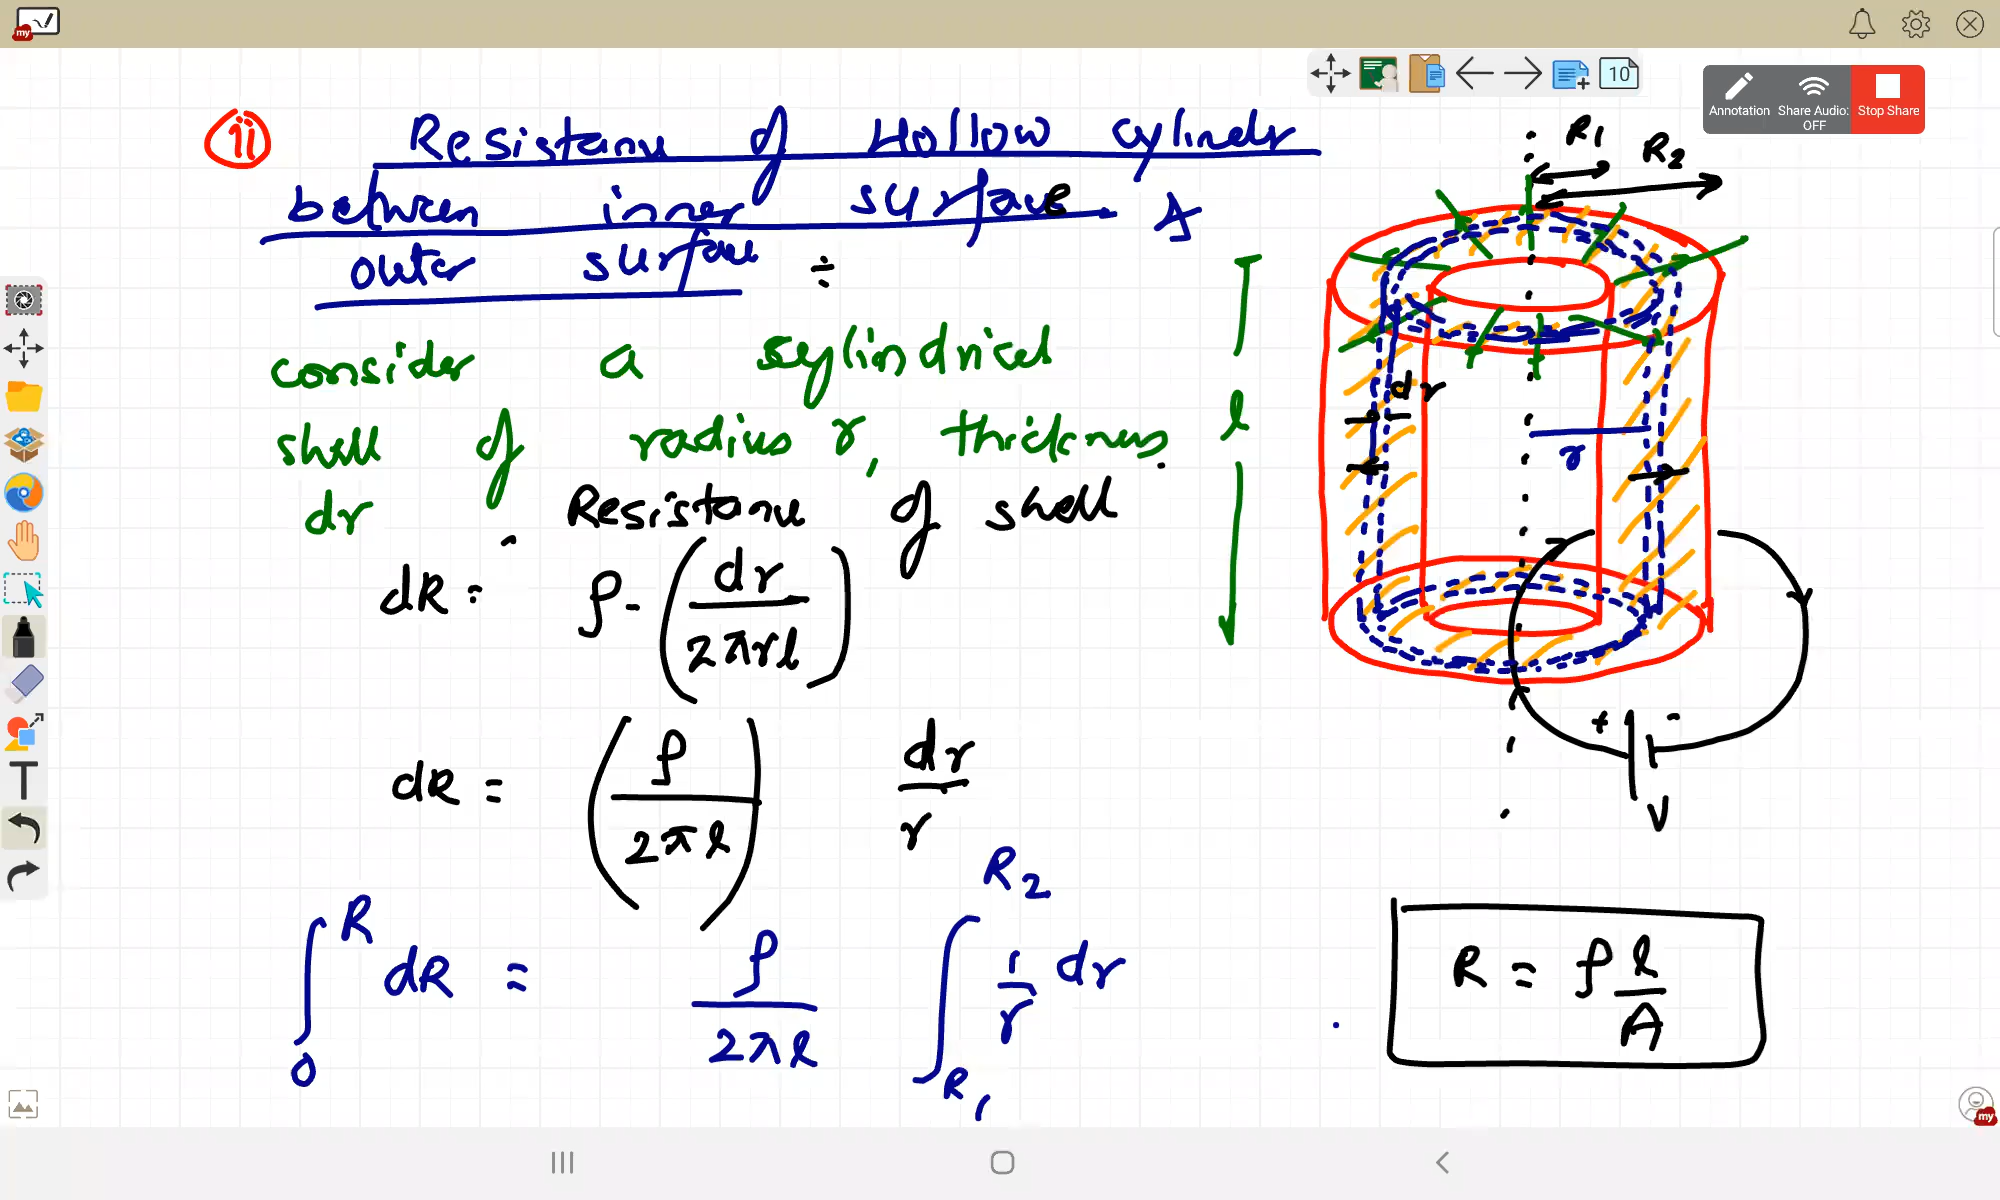 my
10
Annotation Share Audio: OFF Stop Share
(ii) Resistance of Hollow cylinder
between inner surface &
outer surface ÷
consider a cylindrical
shell of radius r, thickness
dr. Resistance of shell
dR = ρ·(dr/2πrl)
dR = (ρ/2πl) dr/r
∫₀ᴿ dR = ρ/2πl ∫_{R₁}^{R₂} 1/r dr
R1
R2
l
dr
r
+ -
V
R = ρ l/A
T
my